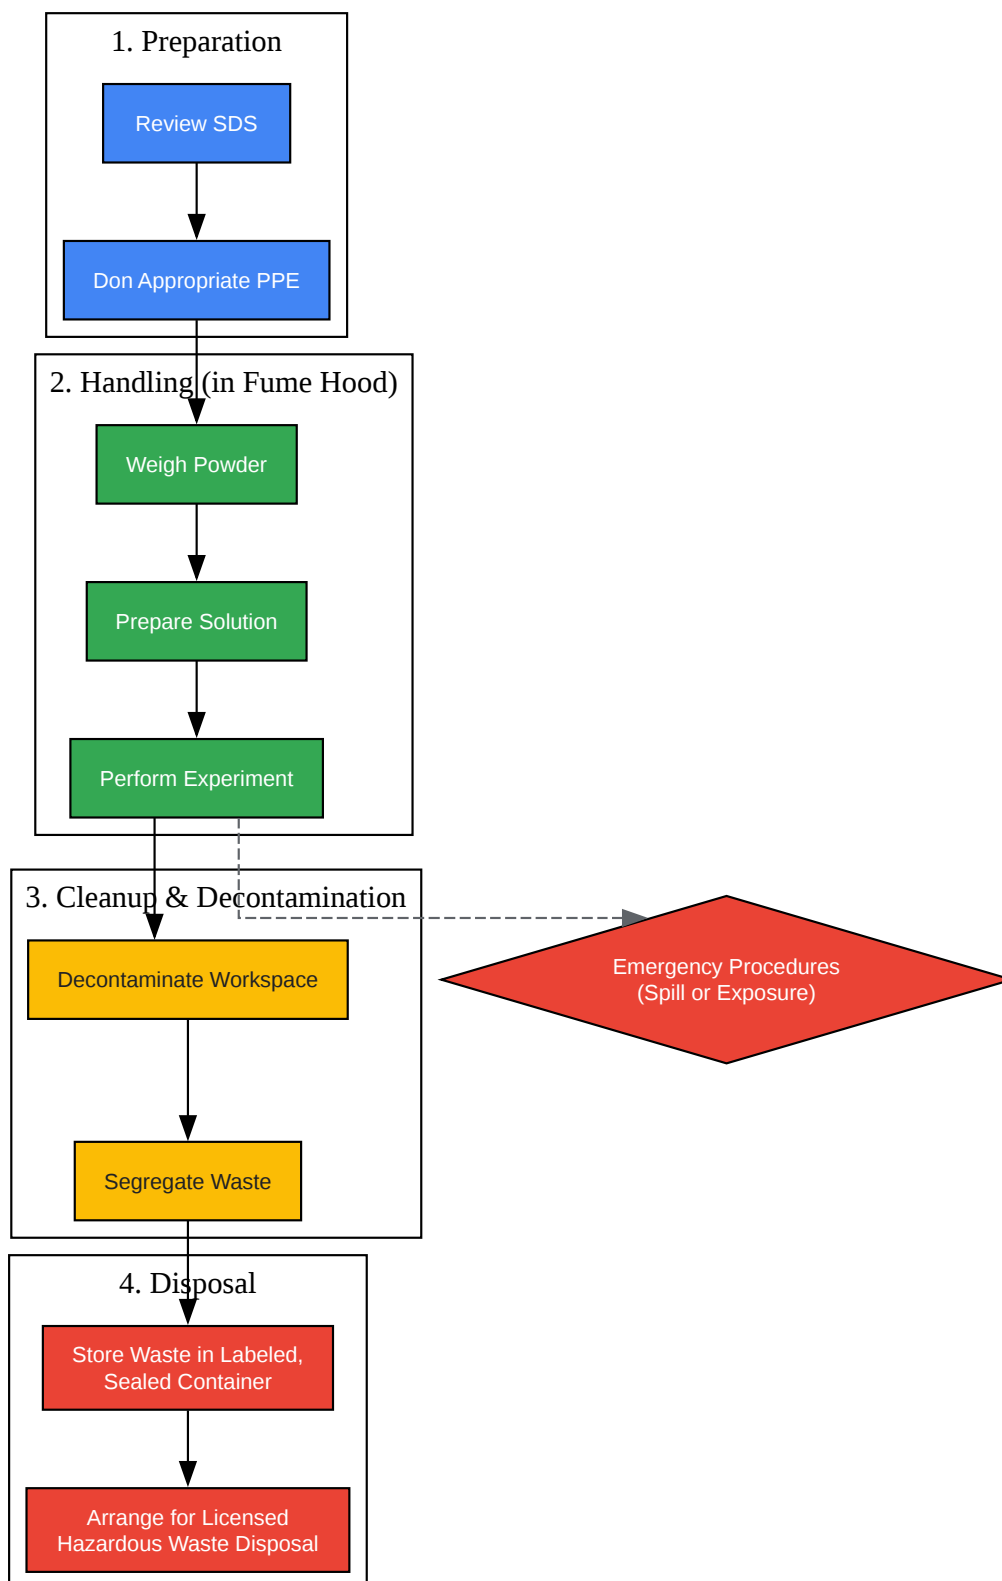 1. Preparation
Review SDS
Don Appropriate PPE
2. Handling (in Fume Hood)
Weigh Powder
Prepare Solution
Perform Experiment
3. Cleanup & Decontamination
Decontaminate Workspace
Emergency Procedures
(Spill or Exposure)
Segregate Waste
4. Disposal
Store Waste in Labeled,
Sealed Container
Arrange for Licensed
Hazardous Waste Disposal